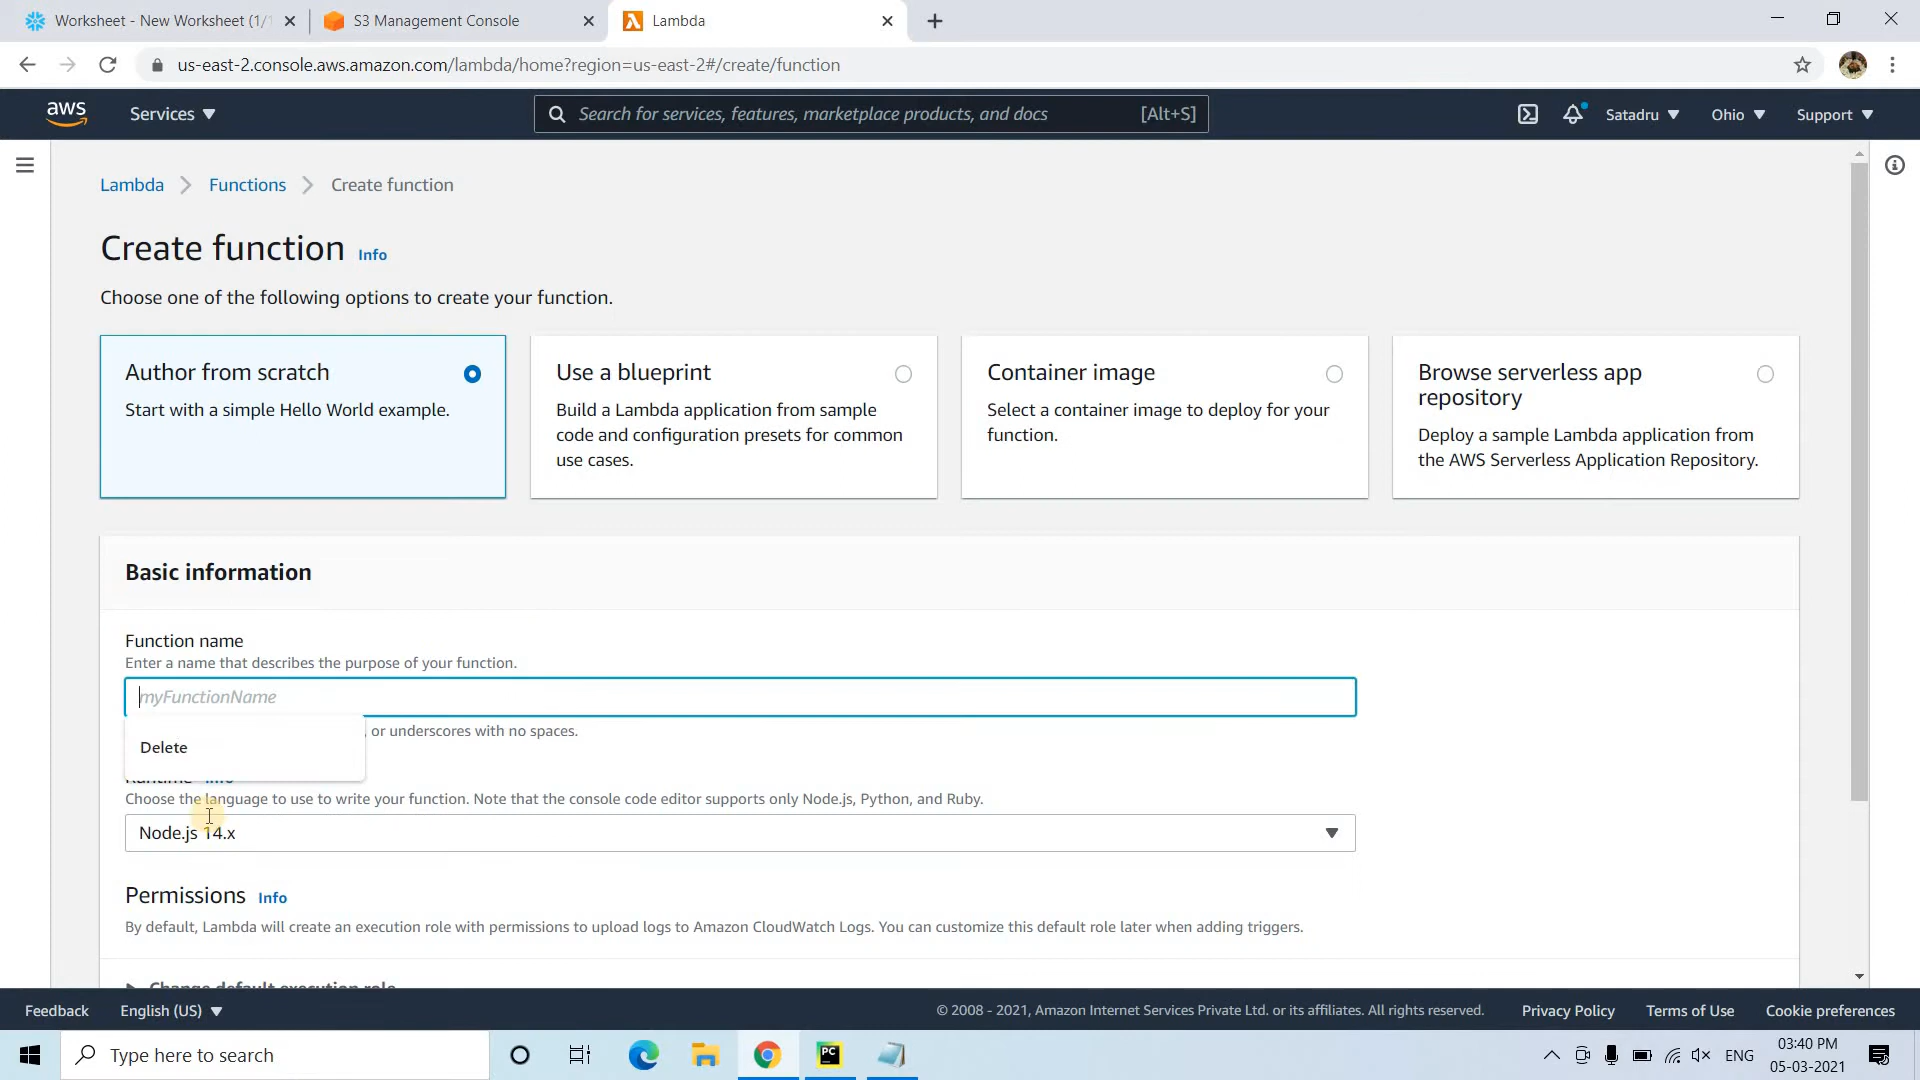 Worksheet - New Worksheet (1/
S3 Management Console
Lambda
us-east-2.console.aws.amazon.com/lambda/home?region=us-east-2#/create/function
aws
Services
Search for services, features, marketplace products, and docs
[Alt+S]
Satadru
Ohio
Support
Lambda
Functions
Create function
Create function
Info
Choose one of the following options to create your function.
Author from scratch
Start with a simple Hello World example.
Use a blueprint
Build a Lambda application from sample
code and configuration presets for common
use cases.
Container image
Select a container image to deploy for your
function.
Browse serverless app
repository
Deploy a sample Lambda application from
the AWS Serverless Application Repository.
Basic information
Function name
Enter a name that describes the purpose of your function.
myFunctionName
or underscores with no spaces.
Delete
Runtime Info
Choose the language to use to write your function. Note that the console code editor supports only Node.js, Python, and Ruby.
Node.js 14.x
Permissions Info
By default, Lambda will create an execution role with permissions to upload logs to Amazon CloudWatch Logs. You can customize this default role later when adding triggers.
Change default execution role
Feedback
English (US)
© 2008 - 2021, Amazon Internet Services Private Ltd. or its affiliates. All rights reserved.
Privacy Policy
Terms of Use
Cookie preferences
Type here to search
PC
ENG
03:40 PM
05-03-2021